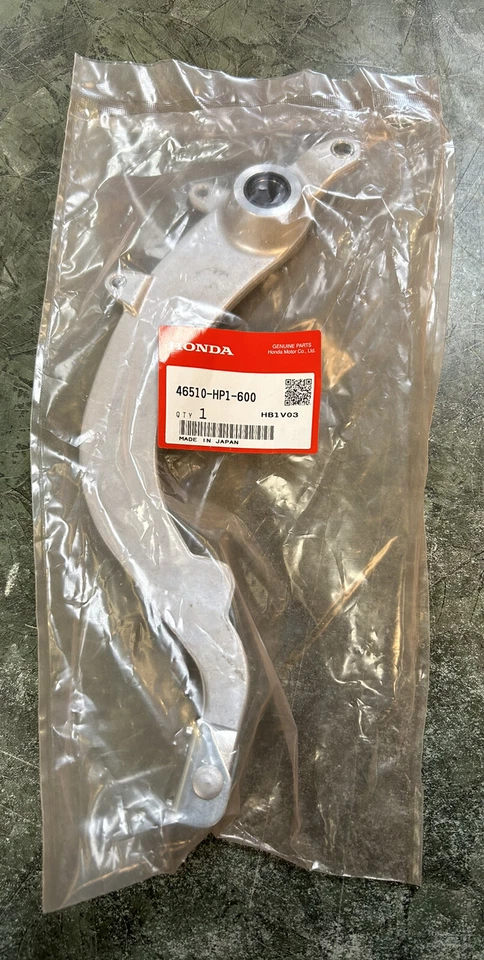 HONDA
GENUINE PARTS
Honda Motor Co., Ltd.
46510-HP1-600
QTY 1
HB1V03
MADE IN JAPAN